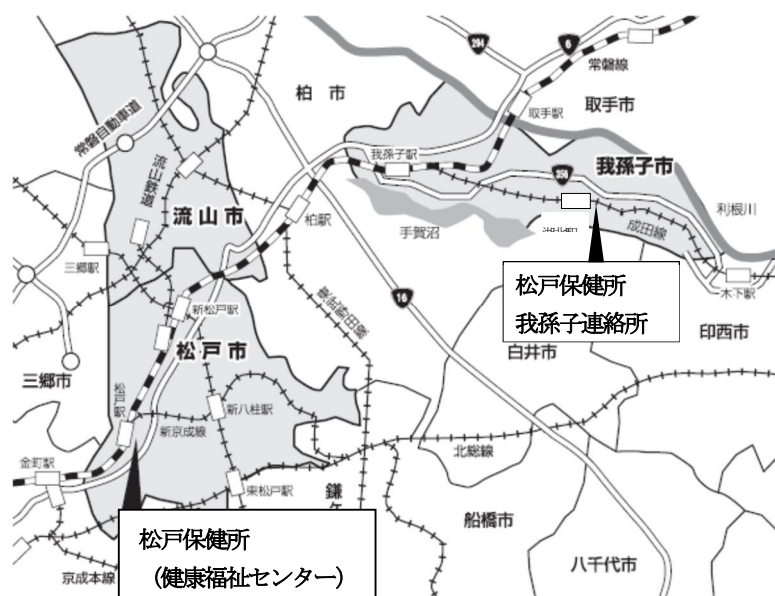 294
6
常磐線
柏市
取手市
取手駅
常磐自動車道
我孫子駅
我孫子市
流山鉄道
356
流山市
利根川
柏駅
手賀沼
成田線
三郷駅
木下駅
松戸保健所
我孫子連絡所
16
新松戸駅
印西市
松戸市
白井市
三郷市
松戸駅
新八柱駅
新京成線
北総線
金町駅
東松戸駅
鎌ケ
船橋市
松戸保健所
(健康福祉センター)
八千代市
京成本線